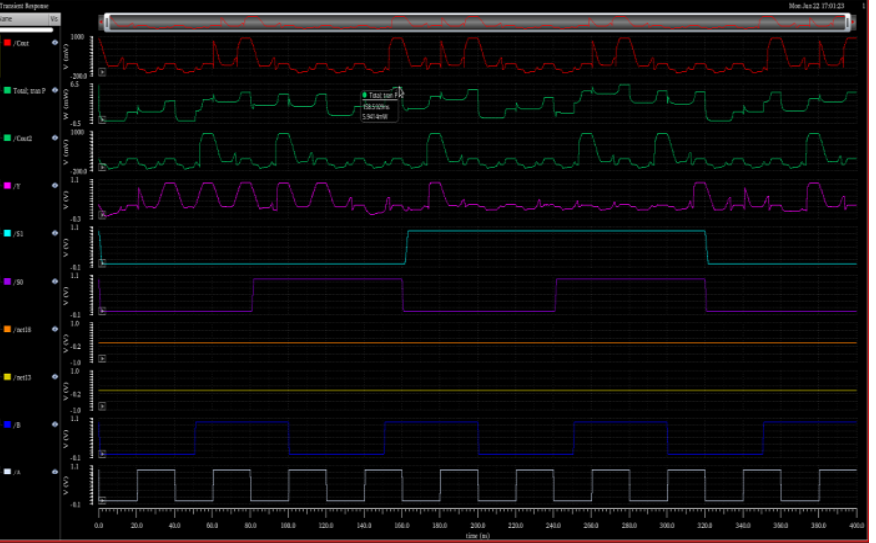 Transient Response
Mon Jan 22 17:01:23 1
Name Vs
/Cout
V (mV)
1000
-200.0
Total; tran P
W (mW)
6.5
-0.5
Total; tran P
5.9414mW
/Cout2
V (mV)
1000
-200.0
/Y
V (V)
1.1
-0.3
/S1
V (V)
1.1
-0.1
/S0
V (V)
1.1
-0.1
/net18
V (V)
1.0
-0.2
-1.0
/net13
V (V)
1.0
-0.2
-1.0
/B
V (V)
1.1
-0.1
/A
V (V)
1.1
-0.1
0.0 20.0 40.0 60.0 80.0 100.0 120.0 140.0 160.0 180.0 200.0 220.0 240.0 260.0 280.0 300.0 320.0 340.0 360.0 380.0 400.0
time (ns)